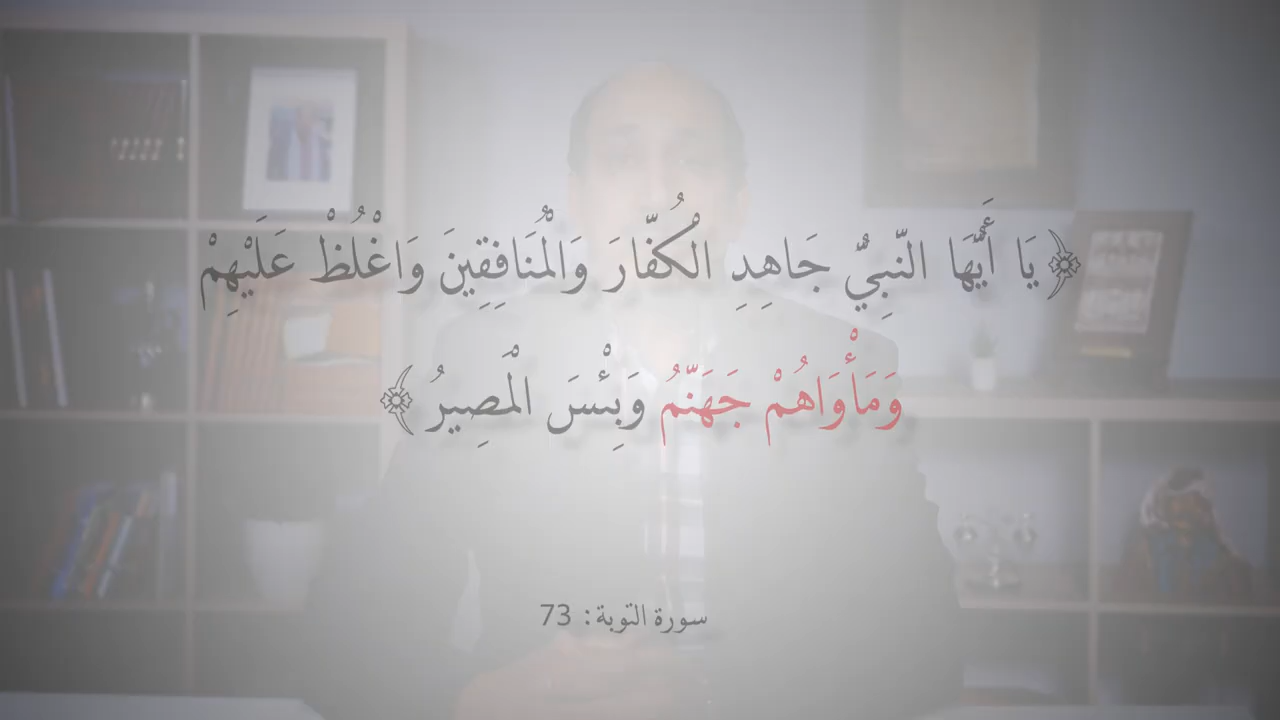 ﴿يَا أَيُّهَا النَّبِيُّ جَاهِدِ الْكُفَّارَ وَالْمُنَافِقِينَ وَاغْلُظْ عَلَيْهِمْ
وَمَأْوَاهُمْ جَهَنَّمُ وَبِئْسَ الْمَصِيرُ﴾
سورة التوبة: 73